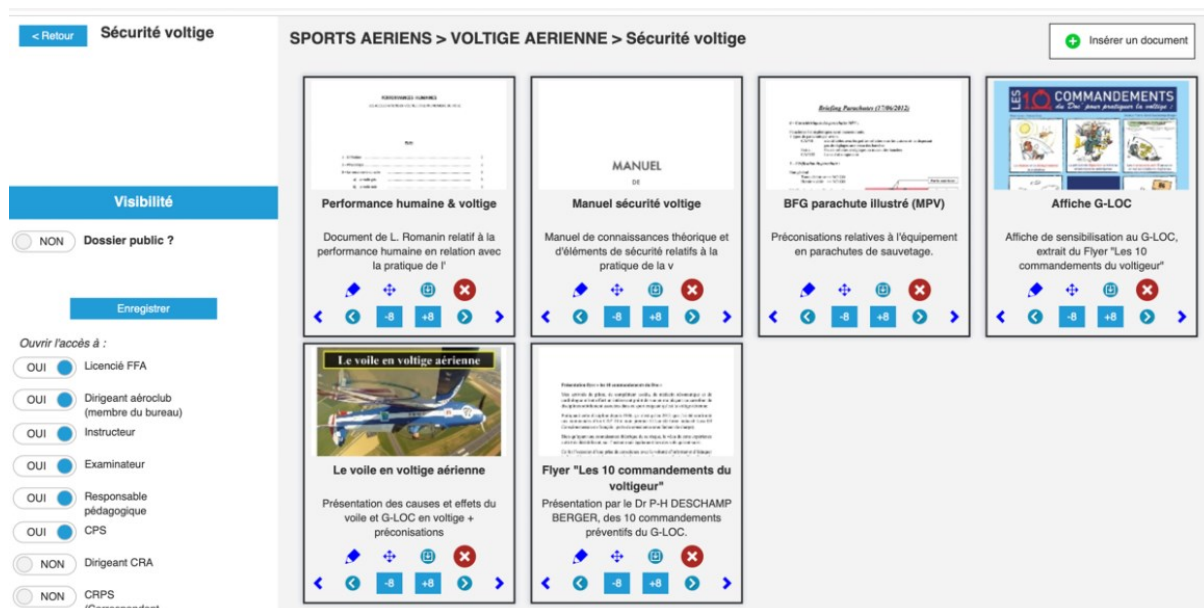 < Retour
Sécurité voltige
Visibilité
NON
Dossier public ?
Enregistrer
Ouvrir l'accès à :
OUI
Licencié FFA
OUI
Dirigeant aéroclub
(membre du bureau)
OUI
Instructeur
OUI
Examinateur
OUI
Responsable
pédagogique
OUI
CPS
NON
Dirigeant CRA
NON
CRPS
(Correspondant
SPORTS AERIENS > VOLTIGE AERIENNE > Sécurité voltige
Insérer un document
PERFORMANCES HUMAINES
Performance humaine & voltige
Document de L. Romanin relatif à la
performance humaine en relation avec
la pratique de l'
-8 +8
MANUEL
DE
Manuel sécurité voltige
Manuel de connaissances théorique et
d'éléments de sécurité relatifs à la
pratique de la v
-8 +8
Briefing Parachutes (17/06/2012)
BFG parachute illustré (MPV)
Préconisations relatives à l'équipement
en parachutes de sauvetage.
-8 +8
LES 10 COMMANDEMENTS
du Doc' pour pratiquer la voltige :
Affiche G-LOC
Affiche de sensibilisation au G-LOC,
extrait du Flyer "Les 10
commandements du voltigeur"
-8 +8
Le voile en voltige aérienne
Le voile en voltige aérienne
Présentation des causes et effets du
voile et G-LOC en voltige +
préconisations
-8 +8
Flyer "Les 10 commandements du
voltigeur"
Présentation par le Dr P-H DESCHAMP
BERGER, des 10 commandements
préventifs du G-LOC.
-8 +8